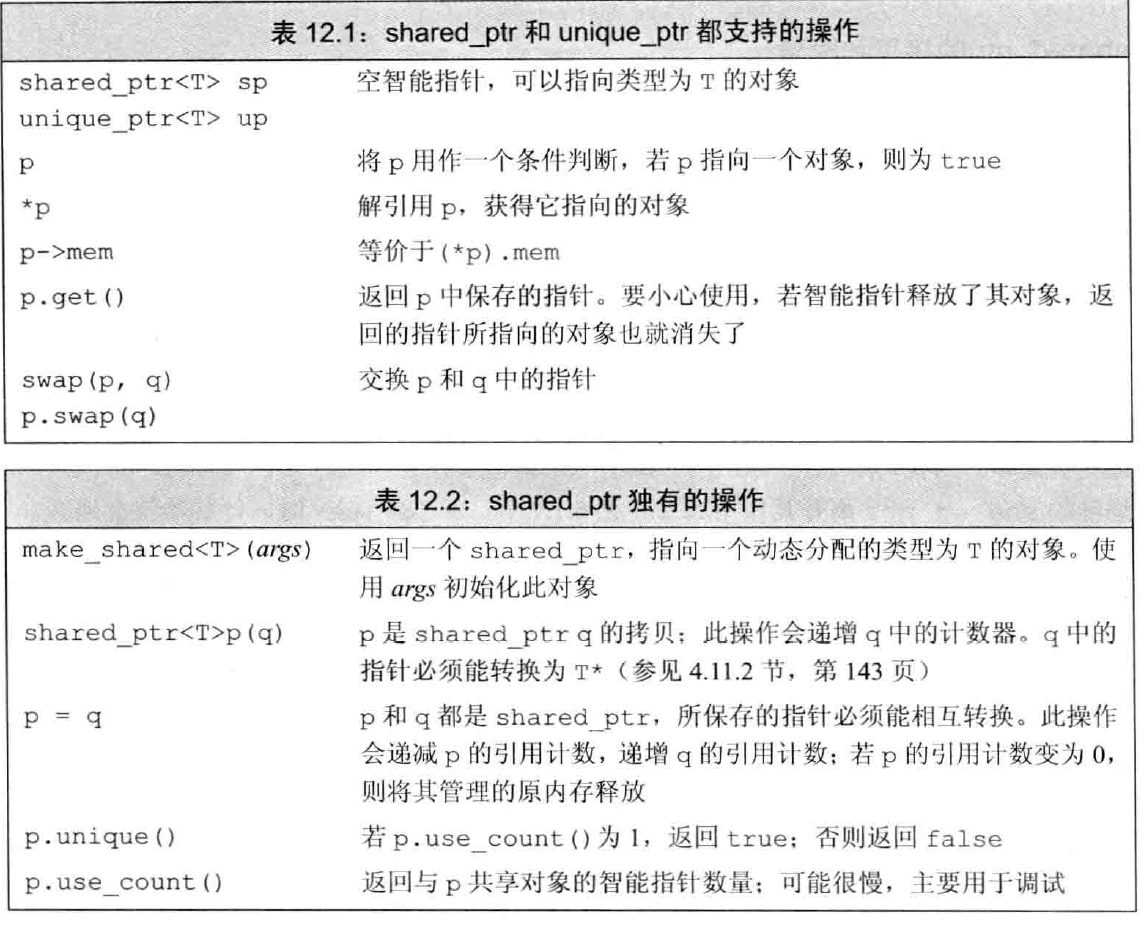 表 12.1：shared_ptr 和 unique_ptr 都支持的操作
shared_ptr<T> sp 空智能指针，可以指向类型为 T 的对象
unique_ptr<T> up
p 将 p 用作一个条件判断，若 p 指向一个对象，则为 true
*p 解引用 p，获得它指向的对象
p->mem 等价于(*p).mem
p.get() 返回 p 中保存的指针。要小心使用，若智能指针释放了其对象，返
回的指针所指向的对象也就消失了
swap(p, q) 交换 p 和 q 中的指针
p.swap(q)
表 12.2：shared_ptr 独有的操作
make_shared<T>(args) 返回一个 shared_ptr，指向一个动态分配的类型为 T 的对象。使
用 args 初始化此对象
shared_ptr<T>p(q) p 是 shared_ptr q 的拷贝；此操作会递增 q 中的计数器。q 中的
指针必须能转换为 T*（参见 4.11.2 节，第 143 页）
p = q p 和 q 都是 shared_ptr，所保存的指针必须能相互转换。此操作
会递减 p 的引用计数，递增 q 的引用计数；若 p 的引用计数变为 0，
则将其管理的原内存释放
p.unique() 若 p.use_count()为 1，返回 true；否则返回 false
p.use_count() 返回与 p 共享对象的智能指针数量；可能很慢，主要用于调试